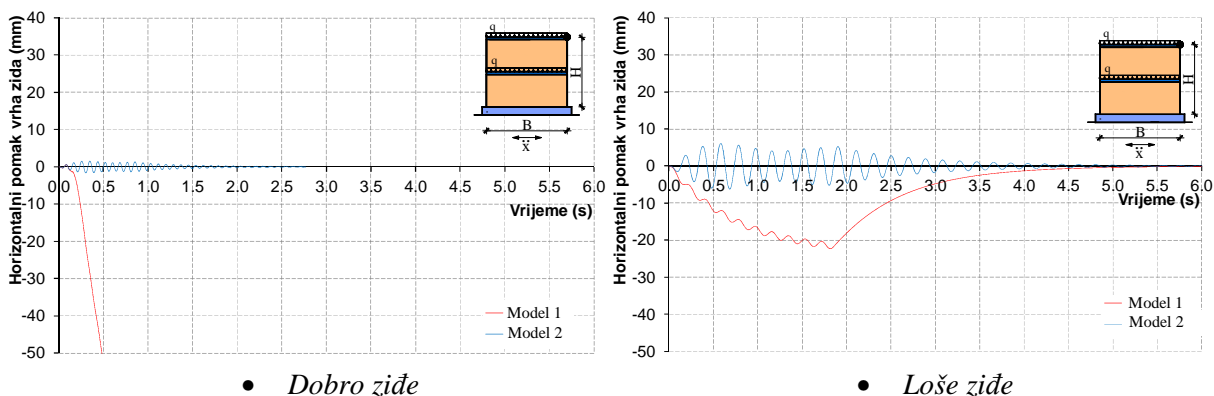 Horizontalni pomak vrha zida (mm)
40
30
20
10
0
-10
-20
-30
-40
-50
0.0 0.5 1.0 1.5 2.0 2.5 3.0 3.5 4.0 4.5 5.0 5.5 6.0
Vrijeme (s)
q
q
H
B
ẍ
Model 1
Model 2
• Dobro ziđe
Horizontalni pomak vrha zida (mm)
40
30
20
10
0
-10
-20
-30
-40
-50
0.0 0.5 1.0 1.5 2.0 2.5 3.0 3.5 4.0 4.5 5.0 5.5 6.0
Vrijeme (s)
q
q
H
B
ẍ
Model 1
Model 2
• Loše ziđe